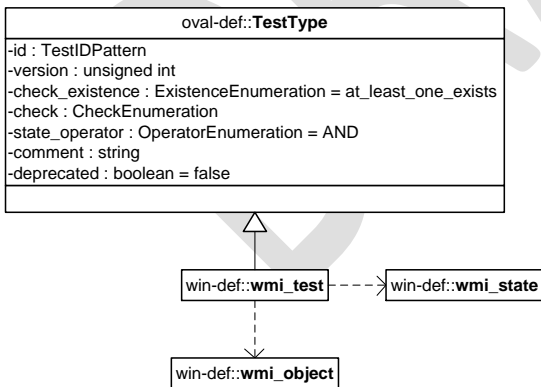 oval-def::TestType
-id : TestIDPattern
-version : unsigned int
-check_existence : ExistenceEnumeration = at_least_one_exists
-check : CheckEnumeration
-state_operator : OperatorEnumeration = AND
-comment : string
-deprecated : boolean = false
win-def::wmi_test
win-def::wmi_state
win-def::wmi_object